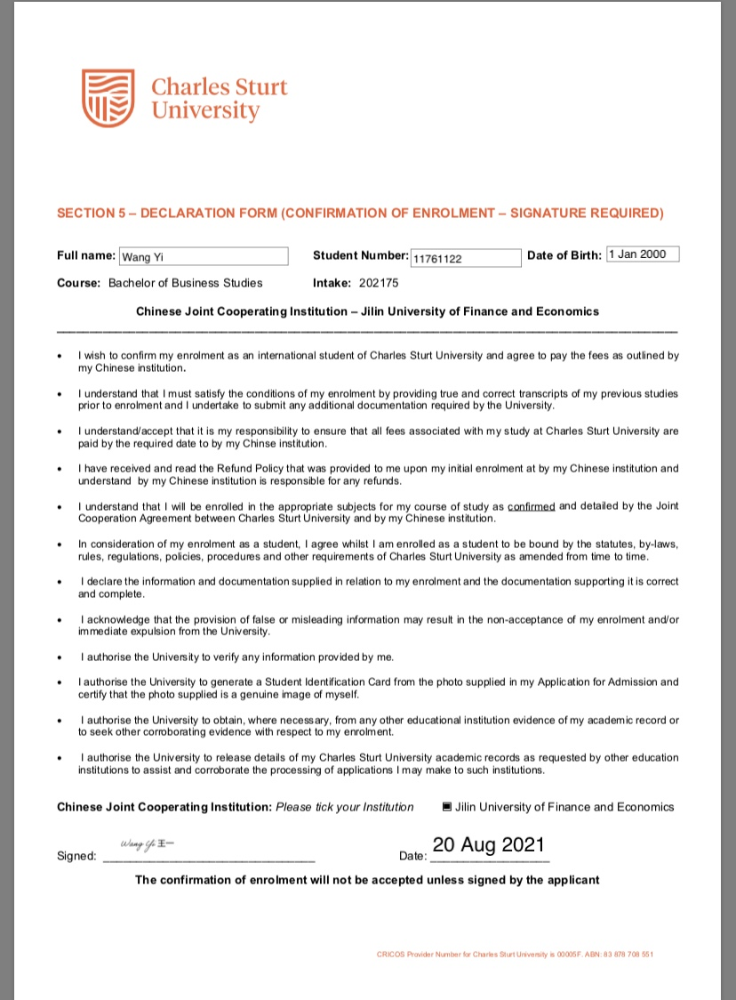 Charles Sturt
University
SECTION 5 – DECLARATION FORM (CONFIRMATION OF ENROLMENT – SIGNATURE REQUIRED)
Full name: Wang Yi Student Number: 11761122 Date of Birth: 1 Jan 2000
Course: Bachelor of Business Studies Intake: 202175
Chinese Joint Cooperating Institution – Jilin University of Finance and Economics
• I wish to confirm my enrolment as an international student of Charles Sturt University and agree to pay the fees as outlined by
my Chinese institution.
• I understand that I must satisfy the conditions of my enrolment by providing true and correct transcripts of my previous studies
prior to enrolment and I undertake to submit any additional documentation required by the University.
• I understand/accept that it is my responsibility to ensure that all fees associated with my study at Charles Sturt University are
paid by the required date to by my Chinse institution.
• I have received and read the Refund Policy that was provided to me upon my initial enrolment at by my Chinese institution and
understand by my Chinese institution is responsible for any refunds.
• I understand that I will be enrolled in the appropriate subjects for my course of study as confirmed and detailed by the Joint
Cooperation Agreement between Charles Sturt University and by my Chinese institution.
• In consideration of my enrolment as a student, I agree whilst I am enrolled as a student to be bound by the statutes, by-laws,
rules, regulations, policies, procedures and other requirements of Charles Sturt University as amended from time to time.
• I declare the information and documentation supplied in relation to my enrolment and the documentation supporting it is correct
and complete.
• I acknowledge that the provision of false or misleading information may result in the non-acceptance of my enrolment and/or
immediate expulsion from the University.
• I authorise the University to verify any information provided by me.
• I authorise the University to generate a Student Identification Card from the photo supplied in my Application for Admission and
certify that the photo supplied is a genuine image of myself.
• I authorise the University to obtain, where necessary, from any other educational institution evidence of my academic record or
to seek other corroborating evidence with respect to my enrolment.
• I authorise the University to release details of my Charles Sturt University academic records as requested by other education
institutions to assist and corroborate the processing of applications I may make to such institutions.
Chinese Joint Cooperating Institution: Please tick your Institution Jilin University of Finance and Economics
Signed: Wang Yi 王一 Date: 20 Aug 2021
The confirmation of enrolment will not be accepted unless signed by the applicant
CRICOS Provider Number for Charles Sturt University is 00005F. ABN: 83 878 708 551